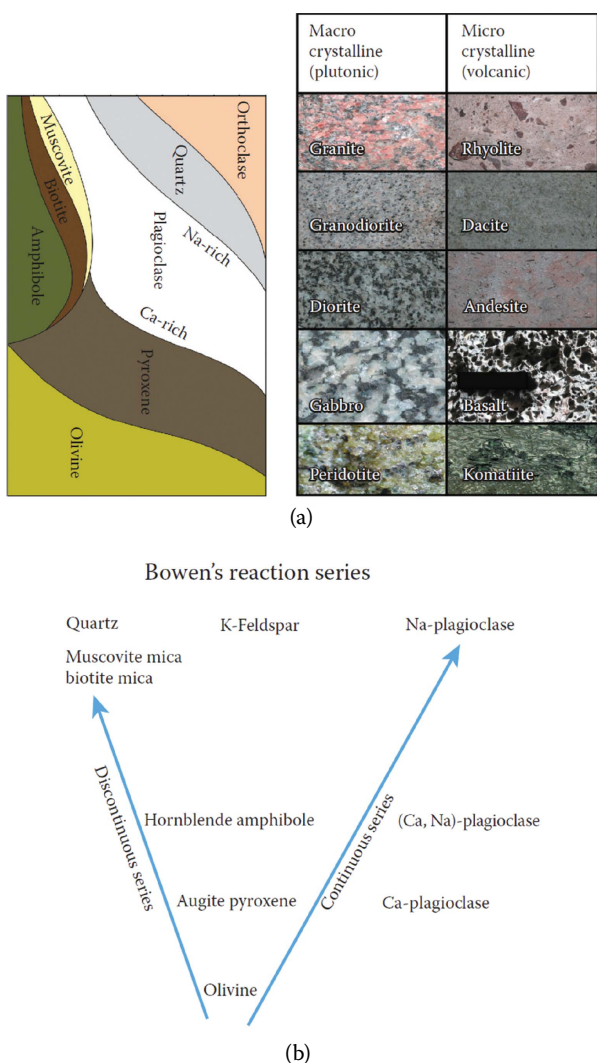 Macro
crystalline
(plutonic)
Micro
crystalline
(volcanic)
Orthoclase
Quartz
Na-rich
Plagioclase
Ca-rich
Muscovite
Biotite
Amphibole
Pyroxene
Olivine
Granite
Rhyolite
Granodiorite
Dacite
Diorite
Andesite
Gabbro
Basalt
Peridotite
Komatiite
(a)
Bowen's reaction series
Quartz
K-Feldspar
Na-plagioclase
Muscovite mica
biotite mica
Discontinuous series
Continuous series
Hornblende amphibole
(Ca, Na)-plagioclase
Augite pyroxene
Ca-plagioclase
Olivine
(b)